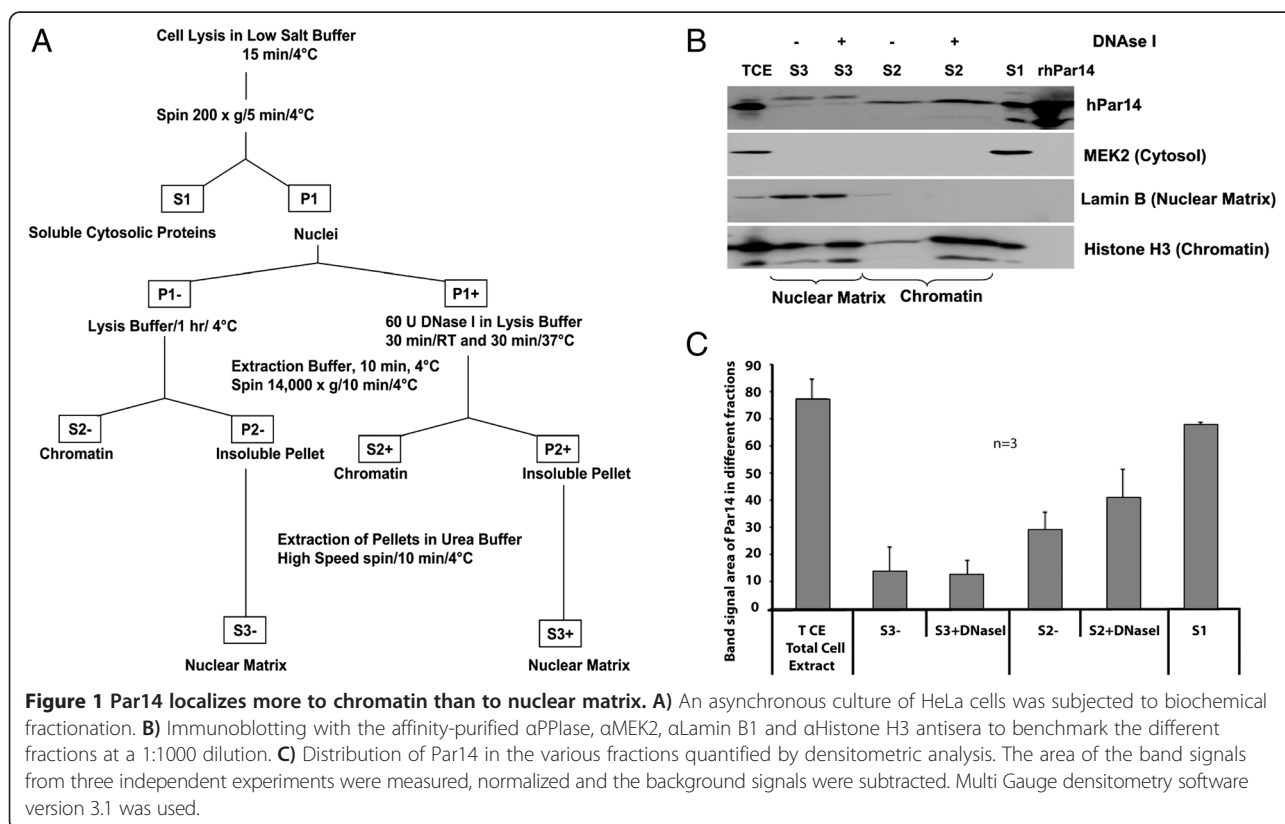 A
Cell Lysis in Low Salt Buffer
15 min/4°C
Spin 200 x g/5 min/4°C
S1
P1
Soluble Cytosolic Proteins
Nuclei
P1-
P1+
Lysis Buffer/1 hr/ 4°C
60 U DNase I in Lysis Buffer
30 min/RT and 30 min/37°C
Extraction Buffer, 10 min, 4°C
Spin 14,000 x g/10 min/4°C
S2-
P2-
S2+
P2+
Chromatin
Insoluble Pellet
Chromatin
Insoluble Pellet
Extraction of Pellets in Urea Buffer
High Speed spin/10 min/4°C
S3-
S3+
Nuclear Matrix
Nuclear Matrix
B
- + - + DNAse I
TCE S3 S3 S2 S2 S1 rhPar14
hPar14
MEK2 (Cytosol)
Lamin B (Nuclear Matrix)
Histone H3 (Chromatin)
Nuclear Matrix Chromatin
C
Band signal area of Par14 in different fractions
90
80
70
60
50
40
30
20
10
0
n=3
T CE
Total Cell
Extract
S3-
S3+DNaseI
S2-
S2+DNaseI
S1
Figure 1 Par14 localizes more to chromatin than to nuclear matrix. A) An asynchronous culture of HeLa cells was subjected to biochemical
fractionation. B) Immunoblotting with the affinity-purified αPPIase, αMEK2, αLamin B1 and αHistone H3 antisera to benchmark the different
fractions at a 1:1000 dilution. C) Distribution of Par14 in the various fractions quantified by densitometric analysis. The area of the band signals
from three independent experiments were measured, normalized and the background signals were subtracted. Multi Gauge densitometry software
version 3.1 was used.